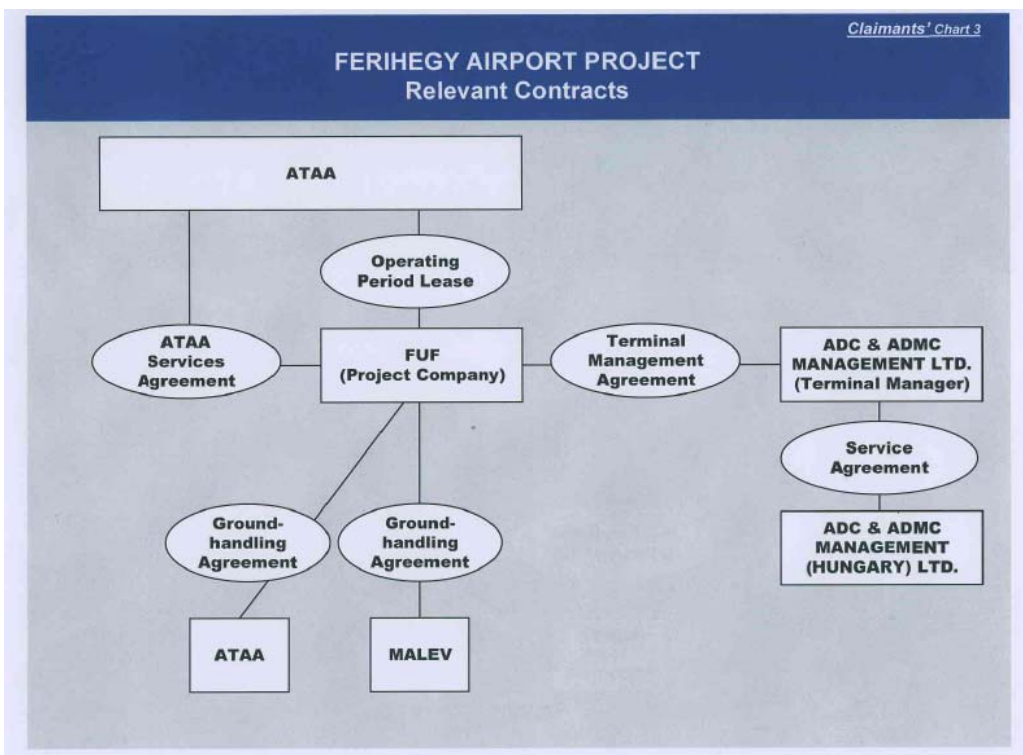 Claimants' Chart 3
FERIHEGY AIRPORT PROJECT
Relevant Contracts
ATAA
Operating
Period Lease
ATAA
Services
Agreement
FUF
(Project Company)
Terminal
Management
Agreement
ADC & ADMC
MANAGEMENT LTD.
(Terminal Manager)
Service
Agreement
Ground-
handling
Agreement
Ground-
handling
Agreement
ADC & ADMC
MANAGEMENT
(HUNGARY) LTD.
ATAA
MALEV